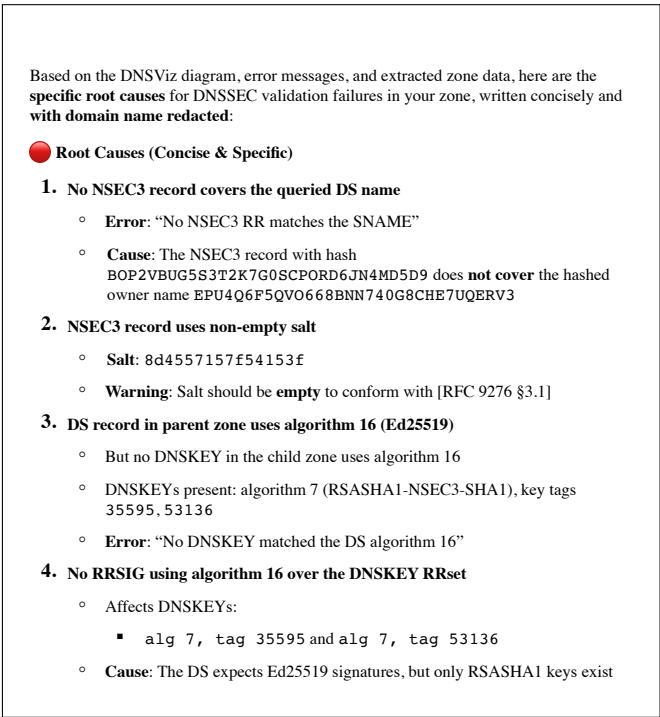 Based on the DNSViz diagram, error messages, and extracted zone data, here are the
specific root causes for DNSSEC validation failures in your zone, written concisely and
with domain name redacted:
🔴 Root Causes (Concise & Specific)
1. No NSEC3 record covers the queried DS name
◦ Error: “No NSEC3 RR matches the SNAME”
◦ Cause: The NSEC3 record with hash
BOP2VBUG5S3T2K7G0SCPORD6JN4MD5D9 does not cover the hashed
owner name EPU4Q6F5QVO668BNN740G8CHE7UQERV3
2. NSEC3 record uses non-empty salt
◦ Salt: 8d4557157f54153f
◦ Warning: Salt should be empty to conform with [RFC 9276 §3.1]
3. DS record in parent zone uses algorithm 16 (Ed25519)
◦ But no DNSKEY in the child zone uses algorithm 16
◦ DNSKEYs present: algorithm 7 (RSASHA1-NSEC3-SHA1), key tags
35595, 53136
◦ Error: “No DNSKEY matched the DS algorithm 16”
4. No RRSIG using algorithm 16 over the DNSKEY RRset
◦ Affects DNSKEYs:
▪ alg 7, tag 35595 and alg 7, tag 53136
◦ Cause: The DS expects Ed25519 signatures, but only RSASHA1 keys exist